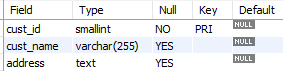 Field Type Null Key Default
cust_id smallint NO PRI NULL
cust_name varchar(255) YES NULL
address text YES NULL